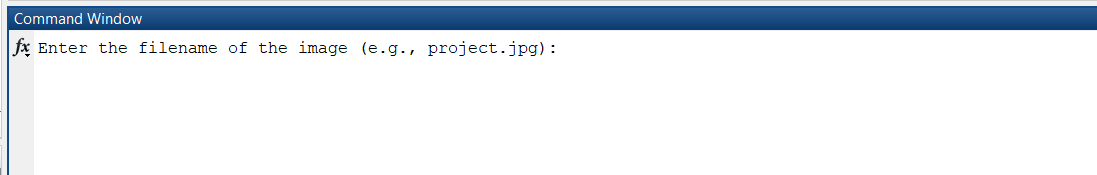 Command Window
fx Enter the filename of the image (e.g., project.jpg):